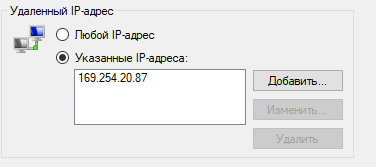 Удаленный IP-адрес
Любой IP-адрес
Указанные IP-адреса:
169.254.20.87
Добавить...
Изменить...
Удалить